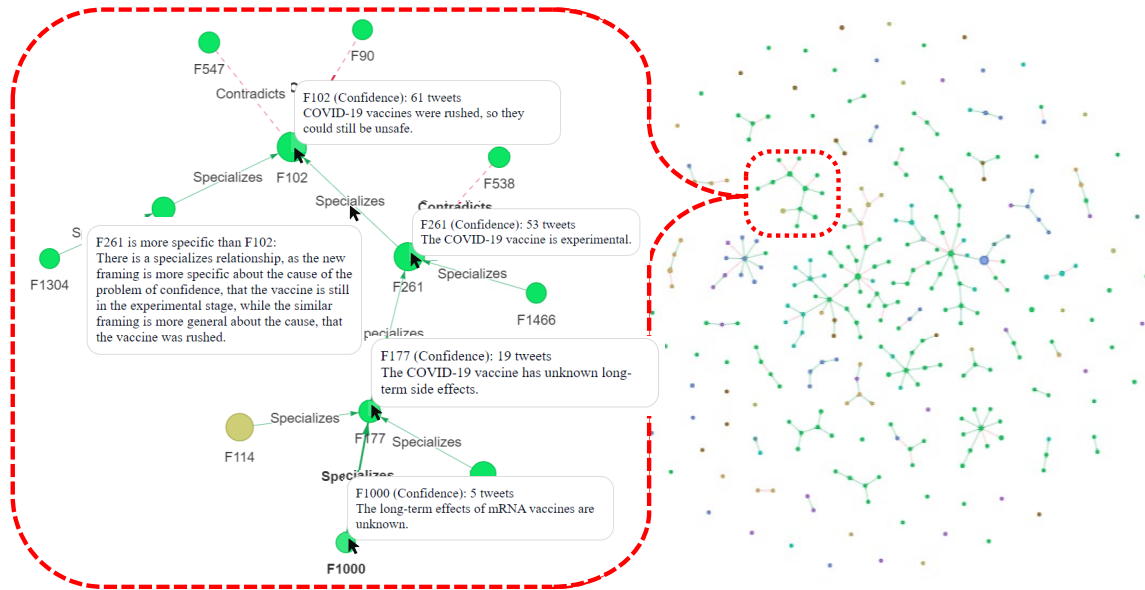 F90
F547
Contradicts
F102 (Confidence): 61 tweets
COVID-19 vaccines were rushed, so they
could still be unsafe.
F102
Specializes
Specializes
F538
Contradicts
F261 (Confidence): 53 tweets
The COVID-19 vaccine is experimental.
F261 is more specific than F102:
There is a specializes relationship, as the new
framing is more specific about the cause of the
problem of confidence, that the vaccine is still
in the experimental stage, while the similar
framing is more general about the cause, that
the vaccine was rushed.
F1304
F261
Specializes
F1466
pecializes
F177 (Confidence): 19 tweets
The COVID-19 vaccine has unknown long-
term side effects.
Specializes
F177
Specializes
F114
Specializes
F1000 (Confidence): 5 tweets
The long-term effects of mRNA vaccines are
unknown.
F1000